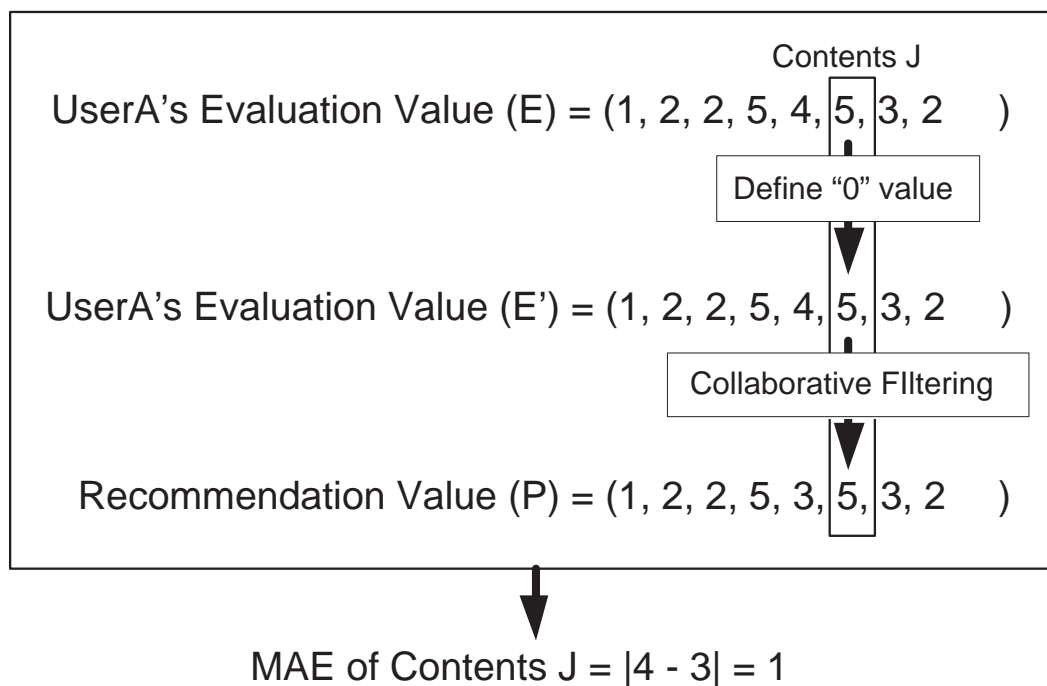 Contents J
UserA's Evaluation Value (E) = (1, 2, 2, 5, 4, 5, 3, 2 )
Define “0” value
UserA's Evaluation Value (E’) = (1, 2, 2, 5, 4, 5, 3, 2 )
Collaborative FIltering
Recommendation Value (P) = (1, 2, 2, 5, 3, 5, 3, 2 )
MAE of Contents J = |4 - 3| = 1